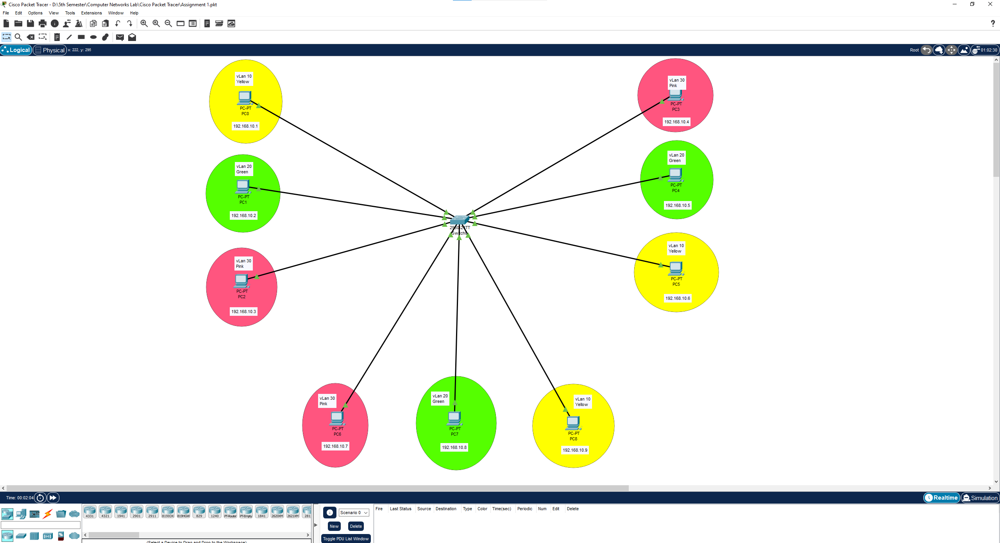 Cisco Packet Tracer - D:\5th Semester\Computer Networks Lab\Cisco Packet Tracer\Assignment 1.pkt
File Edit Options View Tools Extensions Window Help
?
Logical Physical x: 222, y: 295 Root 01:02:30
vLan 10
Yellow
PC-PT
PC0
192.168.10.1
vLan 30
Pink
PC-PT
PC3
192.168.10.4
vLan 20
Green
PC-PT
PC1
192.168.10.2
vLan 20
Green
PC-PT
PC4
192.168.10.5
2950-24TT
Switch0
vLan 30
Pink
PC-PT
PC2
192.168.10.3
vLan 10
Yellow
PC-PT
PC5
192.168.10.6
vLan 30
Pink
PC-PT
PC6
192.168.10.7
vLan 20
Green
PC-PT
PC7
192.168.10.8
vLan 10
Yellow
PC-PT
PC8
192.168.10.9
Time: 00:02:04 Realtime Simulation
4331 4321 1941 2901 2911 819IOX 819HGW 829 1240 PT-Router PT-Empty 1841 2620XM 2621XM 281
(Select a Device to Drag and Drop to the Workspace)
Scenario 0
New Delete
Toggle PDU List Window
Fire Last Status Source Destination Type Color Time(sec) Periodic Num Edit Delete